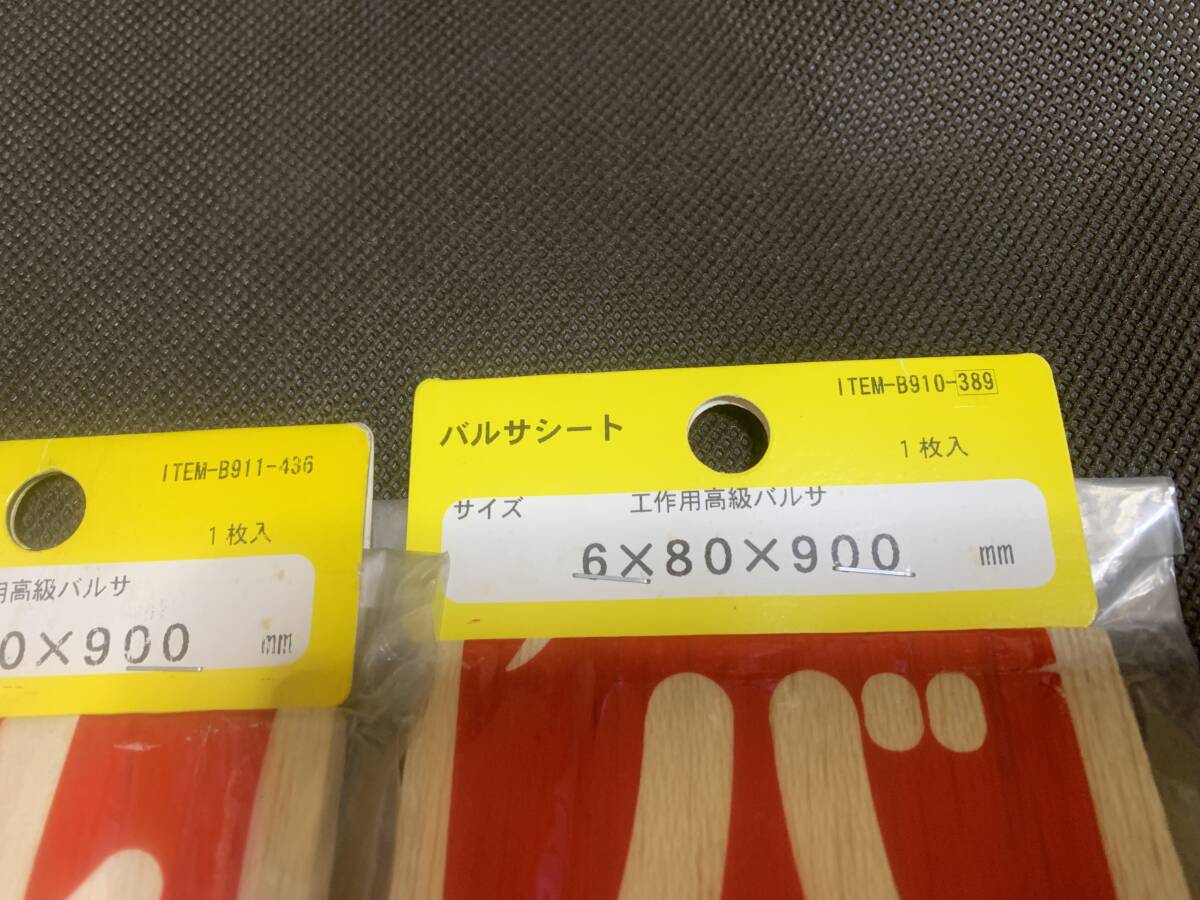 ITEM-B911-436
1枚入
用高級バルサ
0×900 mm
ITEM-B910-389
バルサシート
1枚入
サイズ 工作用高級バルサ
6×80×900 mm
バ